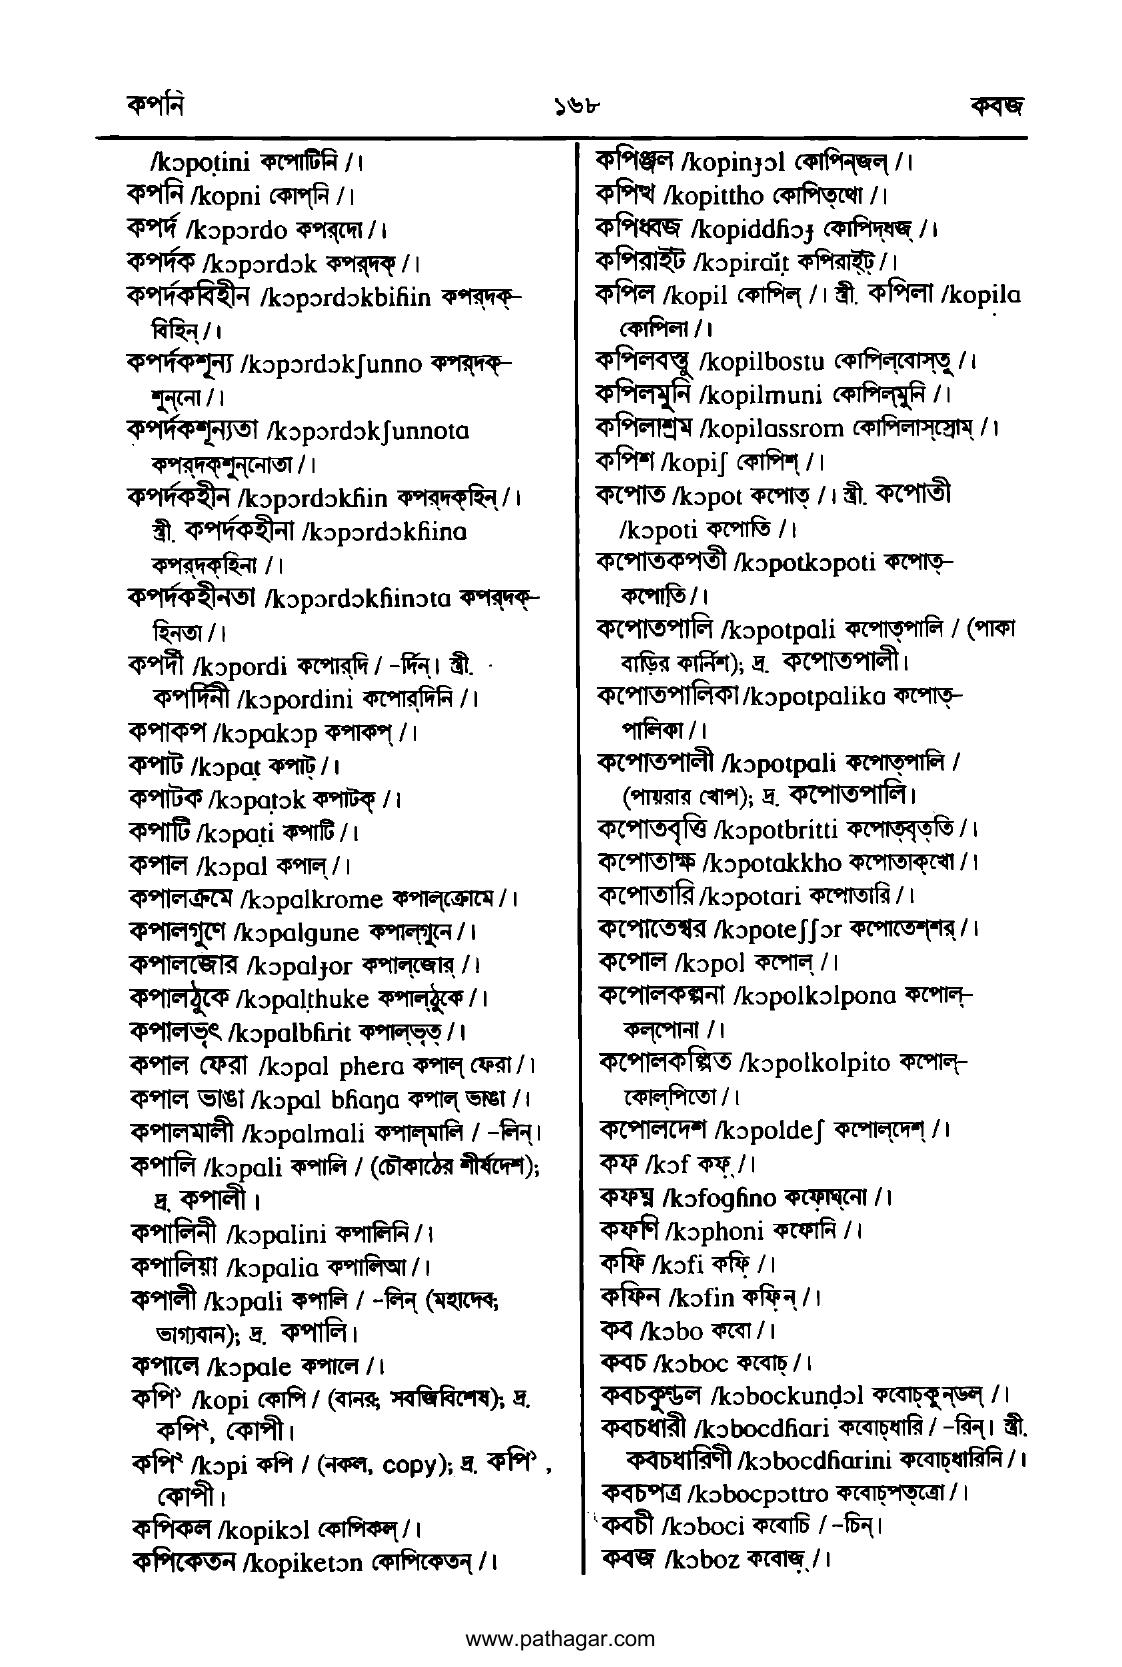 কপনি ১৬৮ কবজ
/kɔpoṭini কপোটিনি /।
কপনি /kopni কোপ্‌নি /।
কপর্দ /kɔpɔrdo কপর্‌দো /।
কপর্দক /kɔpɔrdɔk কপর্‌দক্ /।
কপর্দকবিহীন /kɔpɔrdɔkbiɦin কপর্‌দক্‌–
বিহিন্ /।
কপর্দকশূন্য /kɔpɔrdɔkʃunno কপর্‌দক্‌–
শুন্‌নো /।
কপর্দকশূন্যতা /kɔpɔrdɔkʃunnota
কপর্‌দক্‌শুন্‌নোতা /।
কপর্দকহীন /kɔpɔrdɔkɦin কপর্‌দক্‌হিন্ /।
স্ত্রী. কপর্দকহীনা /kɔpɔrdɔkɦina
কপর্‌দক্‌হিনা /।
কপর্দকহীনতা /kɔpɔrdɔkɦinɔta কপর্‌দক্‌–
হিনতা /।
কপর্দী /kɔpordi কপোর্‌দি / -র্দিন্। স্ত্রী.
কপর্দিনী /kɔpordini কপোর্‌দিনি /।
কপাকপ /kɔpakɔp কপাকপ্ /।
কপাট /kɔpaṭ কপাট্ /।
কপাটক /kɔpaṭɔk কপাটক্ /।
কপাটি /kɔpaṭi কপাটি /।
কপাল /kɔpal কপাল্ /।
কপালক্রমে /kɔpalkrome কপাল্‌ক্রোমে /।
কপালগুণে /kɔpalgune কপাল্‌গুনে /।
কপালজোর /kɔpalɟor কপাল্‌জোর্ /।
কপালঠুকে /kɔpalṭhuke কপাল্‌ঠুকে /।
কপালভৃৎ /kɔpalbɦirit কপাল্‌ভৃত্ /।
কপাল ফেরা /kɔpal phera কপাল্ ফেরা /।
কপাল ভাঙা /kɔpal bɦaŋa কপাল্ ভাঙা /।
কপালমালী /kɔpalmali কপাল্‌মালি / -লিন্।
কপালি /kɔpali কপালি / (চৌকাঠের শীর্ষদেশ);
দ্র. কপালী।
কপালিনী /kɔpalini কপালিনি /।
কপালিয়া /kɔpalia কপালিআ /।
কপালী /kɔpali কপালি / -লিন্ (মহাদেব;
ভাগ্যবান); দ্র. কপালি।
কপালে /kɔpale কপালে /।
কপি¹ /kopi কোপি / (বানর; সবজিবিশেষ); দ্র.
কপি², কোপী।
কপি² /kɔpi কপি / (নকল, copy); দ্র. কপি¹,
কোপী।
কপিকল /kopikɔl কোপিকল্ /।
কপিকেতন /kopiketɔn কোপিকেতন্ /।
কপিঞ্জল /kopinɟɔl কোপিন্‌জল্ /।
কপিত্থ /kopittho কোপিত্‌থো /।
কপিধ্বজ /kopiddɦɔɟ কোপিদ্‌ধজ্ /।
কপিরাইট /kɔpiraĭṭ কপিরাই্‌ট্ /।
কপিল /kopil কোপিল্ /। স্ত্রী. কপিলা /kopila
কোপিলা /।
কপিলবস্তু /kopilbostu কোপিল্‌বোস্‌তু /।
কপিলমুনি /kopilmuni কোপিল্‌মুনি /।
কপিলাশ্রম /kopilassrom কোপিলাস্‌স্রোম্ /।
কপিশ /kopiʃ কোপিশ্ /।
কপোত /kɔpot কপোত্ /। স্ত্রী. কপোতী
/kɔpoti কপোতি /।
কপোতকপতী /kɔpotkɔpoti কপোত্‌–
কপোতি /।
কপোতপালি /kɔpotpali কপোত্‌পালি / (পাকা
বাড়ির কার্নিশ); দ্র. কপোতপালী।
কপোতপালিকা /kɔpotpalika কপোত্‌–
পালিকা /।
কপোতপালী /kɔpotpali কপোত্‌পালি /
(পায়রার খোপ); দ্র. কপোতপালি।
কপোতবৃত্তি /kɔpotbritti কপোত্‌বৃত্‌তি /।
কপোতাক্ষ /kɔpotakkho কপোতাক্‌খো /।
কপোতারি /kɔpotari কপোতারি /।
কপোতেশ্বর /kɔpoteʃʃɔr কপোতেশ্‌শর্ /।
কপোল /kɔpol কপোল্ /।
কপোলকল্পনা /kɔpolkɔlpona কপোল্‌–
কল্‌পোনা /।
কপোলকল্পিত /kɔpolkolpito কপোল্‌–
কোল্‌পিতো /।
কপোলদেশ /kɔpoldeʃ কপোল্‌দেশ্ /।
কফ /kɔf কফ়্ /।
কফঘ্ন /kɔfogɦno কফ়োঘ্‌নো /।
কফণি /kɔphoni কফোনি /।
কফি /kɔfi কফ়ি /।
কফিন /kɔfin কফ়িন্ /।
কব /kɔbo কবো /।
কবচ /kɔboc কবোচ্ /।
কবচকুণ্ডল /kɔbockunḍɔl কবোচ্‌কুন্‌ডল্ /।
কবচধারী /kɔbocdɦari কবোচ্‌ধারি / -রিন্। স্ত্রী.
কবচধারিণী /kɔbocdɦarini কবোচ্‌ধারিনি /।
কবচপত্র /kɔbocpɔttro কবোচ্‌পত্‌ত্রো /।
কবচী /kɔboci কবোচি / -চিন্।
কবজ /kɔboz কবোজ়্ /।
www.pathagar.com